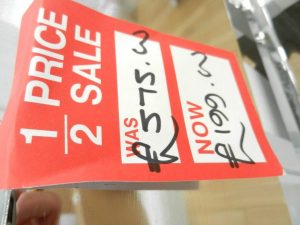 1/2 PRICE
SALE
WAS
£375.
NOW
£199.